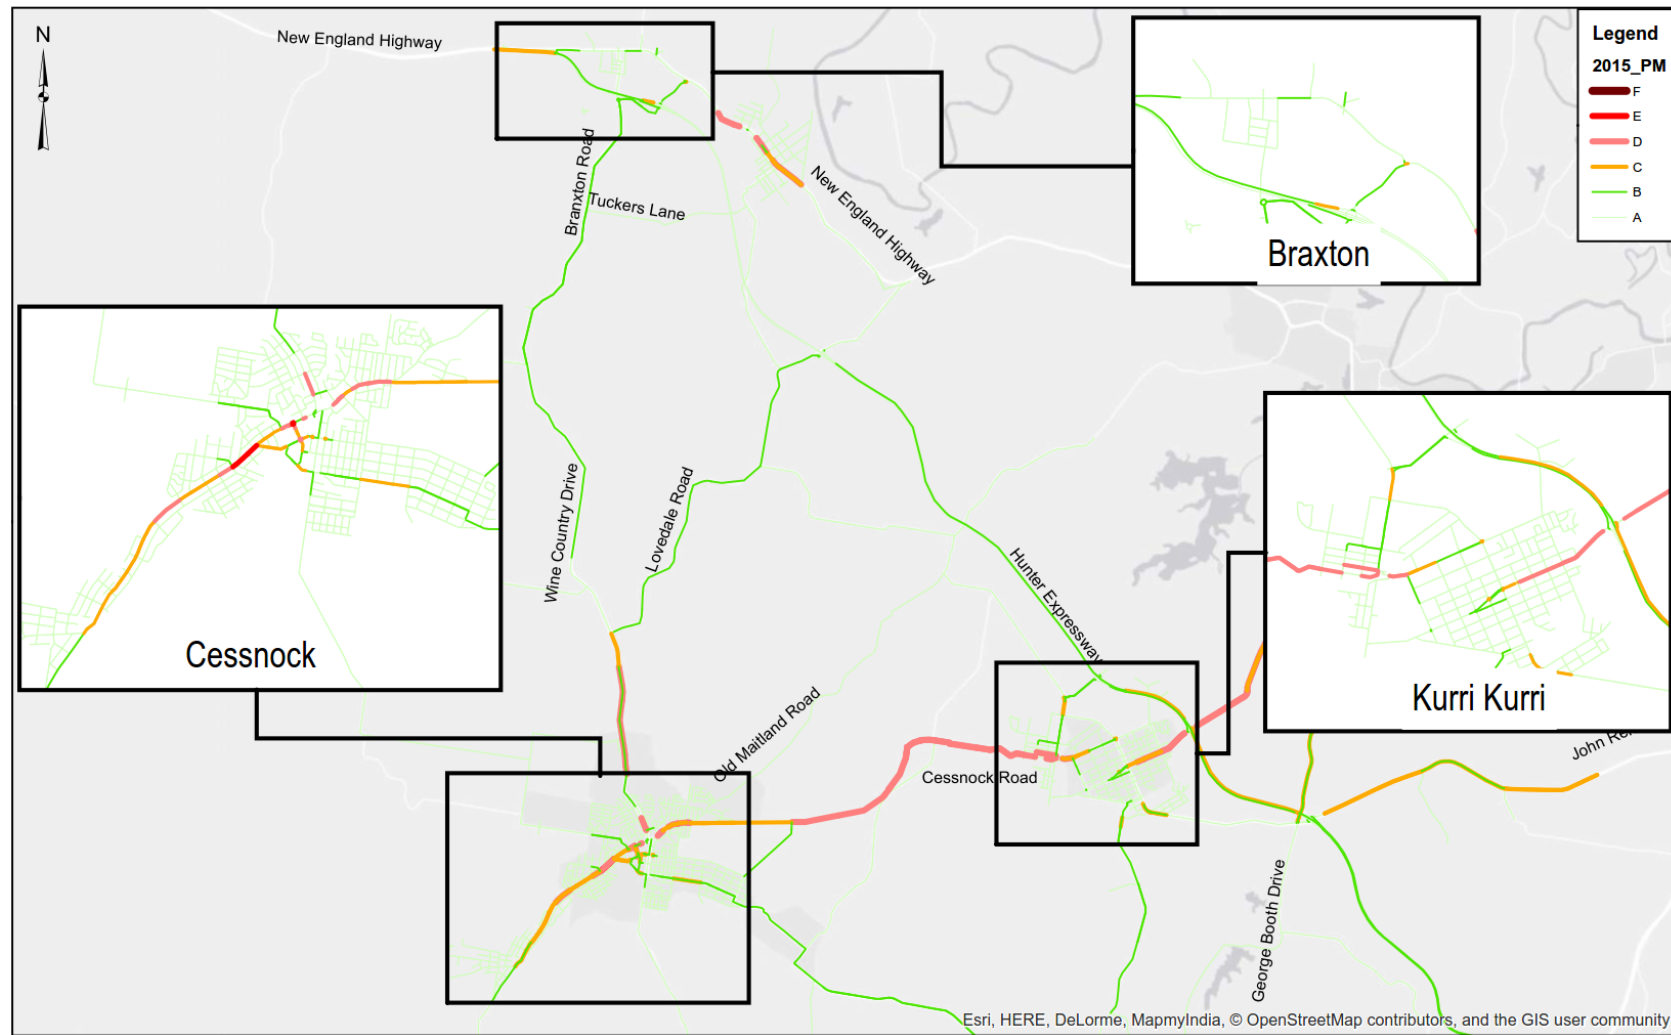 N
New England Highway
Legend
2015_PM
F
E
D
C
B
A
Branxton Road
Tuckers Lane
New England Highway
Braxton
Cessnock
Wine Country Drive
Lovedale Road
Hunter Expressway
Kurri Kurri
Old Maitland Road
Cessnock Road
John
George Booth Drive
Esri, HERE, DeLorme, MapmyIndia, © OpenStreetMap contributors, and the GIS user community